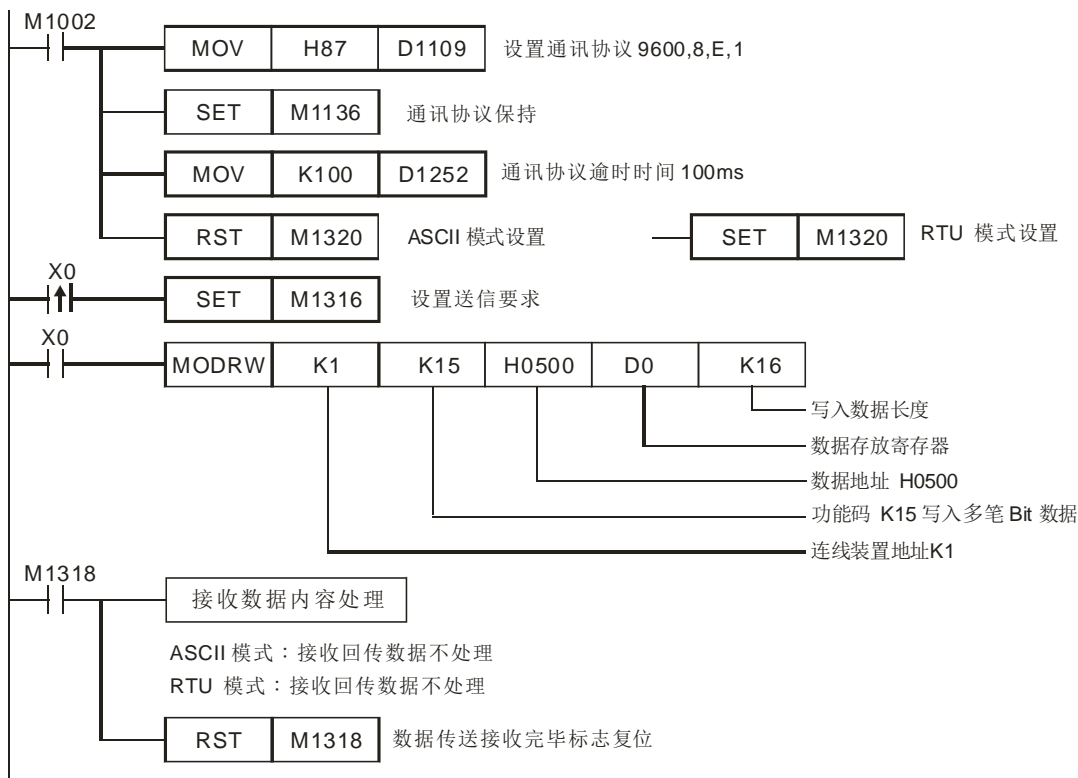 M1002
MOV H87 D1109 设置通讯协议 9600,8,E,1
SET M1136 通讯协议保持
MOV K100 D1252 通讯协议逾时时间 100ms
RST M1320 ASCII 模式设置 SET M1320 RTU 模式设置
X0
SET M1316 设置送信要求
X0
MODRW K1 K15 H0500 D0 K16
写入数据长度
数据存放寄存器
数据地址 H0500
功能码 K15 写入多笔 Bit 数据
连线装置地址K1
M1318
接收数据内容处理
ASCII 模式：接收回传数据不处理
RTU 模式：接收回传数据不处理
RST M1318 数据传送接收完毕标志复位